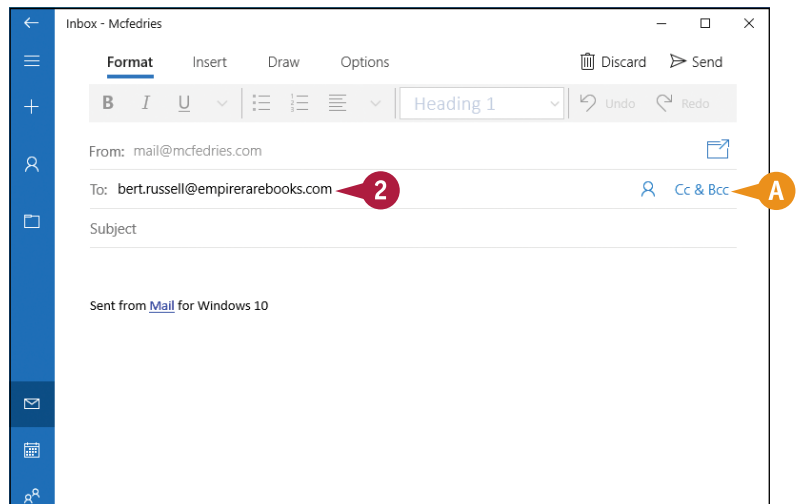 Inbox - Mcfedries
Format Insert Draw Options Discard Send
B I U Heading 1 Undo Redo
From: mail@mcfedries.com
To: bert.russell@empirerarebooks.com 2 Cc & Bcc A
Subject
Sent from Mail for Windows 10